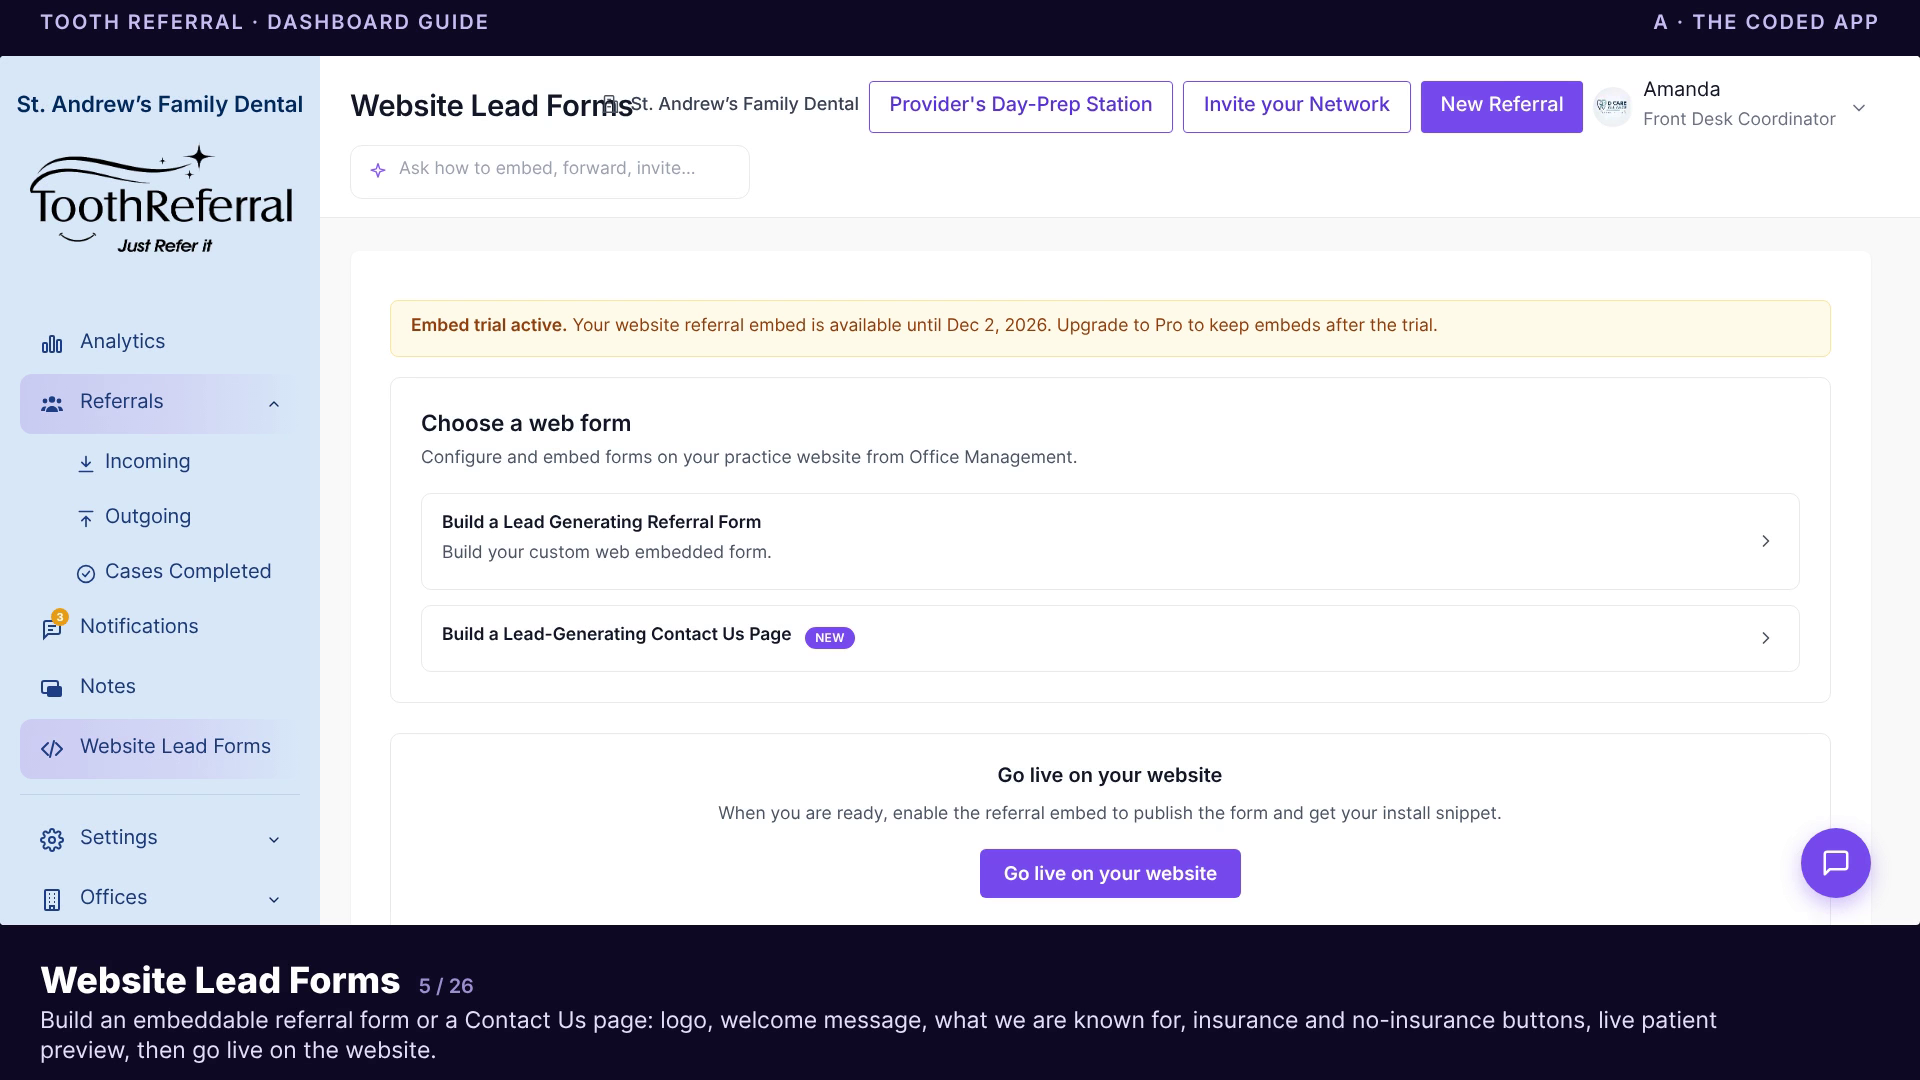 TOOTH REFERRAL · DASHBOARD GUIDE
A · THE CODED APP
St. Andrew’s Family Dental
ToothReferral
Just Refer it
Analytics
Referrals
Incoming
Outgoing
Cases Completed
3
Notifications
Notes
Website Lead Forms
Settings
Offices
Website Lead Forms
St. Andrew’s Family Dental
Provider's Day-Prep Station
Invite your Network
New Referral
Amanda
Front Desk Coordinator
Ask how to embed, forward, invite...
Embed trial active. Your website referral embed is available until Dec 2, 2026. Upgrade to Pro to keep embeds after the trial.
Choose a web form
Configure and embed forms on your practice website from Office Management.
Build a Lead Generating Referral Form
Build your custom web embedded form.
Build a Lead-Generating Contact Us Page NEW
Go live on your website
When you are ready, enable the referral embed to publish the form and get your install snippet.
Go live on your website
Website Lead Forms 5 / 26
Build an embeddable referral form or a Contact Us page: logo, welcome message, what we are known for, insurance and no-insurance buttons, live patient
preview, then go live on the website.